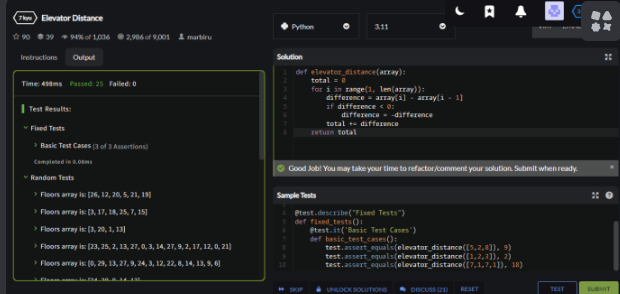 7 kyu
Elevator Distance
90 39 94% of 1,036 2,986 of 9,001 marbiru
Instructions Output
Time: 498ms Passed: 25 Failed: 0
Test Results:
Fixed Tests
Basic Test Cases (3 of 3 Assertions)
Completed in 0.08ms
Random Tests
Floors array is: [26, 12, 20, 5, 21, 19]
Floors array is: [3, 17, 18, 25, 7, 15]
Floors array is: [3, 20, 1, 13]
Floors array is: [23, 25, 2, 13, 27, 0, 3, 14, 27, 9, 2, 17, 12, 0, 21]
Floors array is: [0, 29, 13, 27, 9, 24, 3, 12, 22, 8, 14, 13, 9, 6]
Python
3.11
Solution
1 def elevator_distance(array):
2 total = 0
3 for i in range(1, len(array)):
4 difference = array[i] - array[i - 1]
5 if difference < 0:
6 difference = -difference
7 total += difference
8 return total
Good Job! You may take your time to refactor/comment your solution. Submit when ready.
Sample Tests
4 @test.describe("Fixed Tests")
5 def fixed_tests():
6 @test.it('Basic Test Cases')
7 def basic_test_cases():
8 test.assert_equals(elevator_distance([5,2,8]), 9)
9 test.assert_equals(elevator_distance([1,2,3]), 2)
10 test.assert_equals(elevator_distance([7,1,7,1]), 18)
SKIP UNLOCK SOLUTIONS DISCUSS (21) RESET TEST SUBMIT